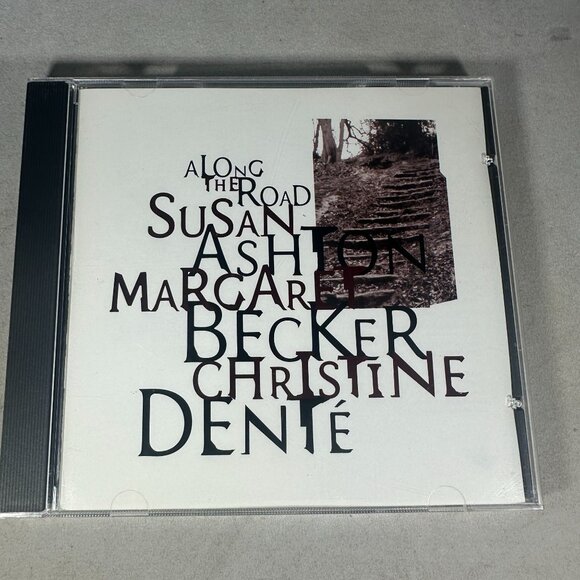 ALONG
THE ROAD
SUSAN
ASHTON
MARGARET
BECKER
CHRISTINE
DENTÉ